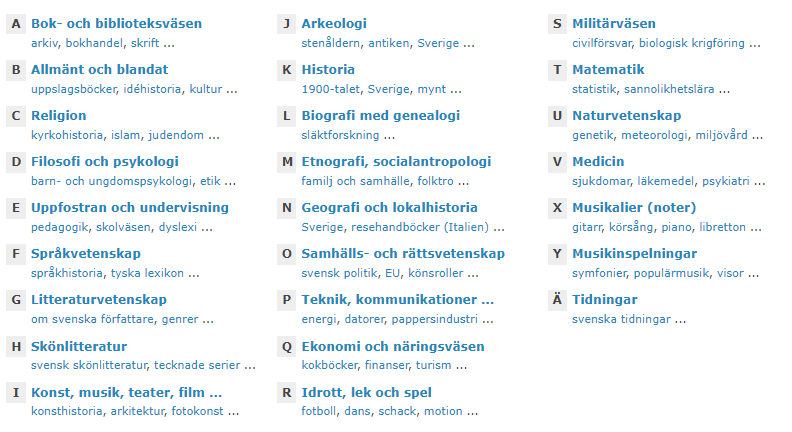 A Bok- och biblioteksväsen
arkiv, bokhandel, skrift ...
B Allmänt och blandat
uppslagsböcker, idéhistoria, kultur ...
C Religion
kyrkohistoria, islam, judendom ...
D Filosofi och psykologi
barn- och ungdomspsykologi, etik ...
E Uppfostran och undervisning
pedagogik, skolväsen, dyslexi ...
F Språkvetenskap
språkhistoria, tyska lexikon ...
G Litteraturvetenskap
om svenska författare, genrer ...
H Skönlitteratur
svensk skönlitteratur, tecknade serier ...
I Konst, musik, teater, film ...
konsthistoria, arkitektur, fotokonst ...
J Arkeologi
stenåldern, antiken, Sverige ...
K Historia
1900-talet, Sverige, mynt ...
L Biografi med genealogi
släktforskning ...
M Etnografi, socialantropologi
familj och samhälle, folktro ...
N Geografi och lokalhistoria
Sverige, resehandböcker (Italien) ...
O Samhälls- och rättsvetenskap
svensk politik, EU, könsroller ...
P Teknik, kommunikationer ...
energi, datorer, pappersindustri ...
Q Ekonomi och näringsväsen
kokböcker, finanser, turism ...
R Idrott, lek och spel
fotboll, dans, schack, motion ...
S Militärväsen
civilförsvar, biologisk krigföring ...
T Matematik
statistik, sannolikhetslära ...
U Naturvetenskap
genetik, meteorologi, miljövård ...
V Medicin
sjukdomar, läkemedel, psykiatri ...
X Musikalier (noter)
gitarr, körsång, piano, libretton ...
Y Musikinspelningar
symfonier, populärmusik, visor ...
Ä Tidningar
svenska tidningar ...